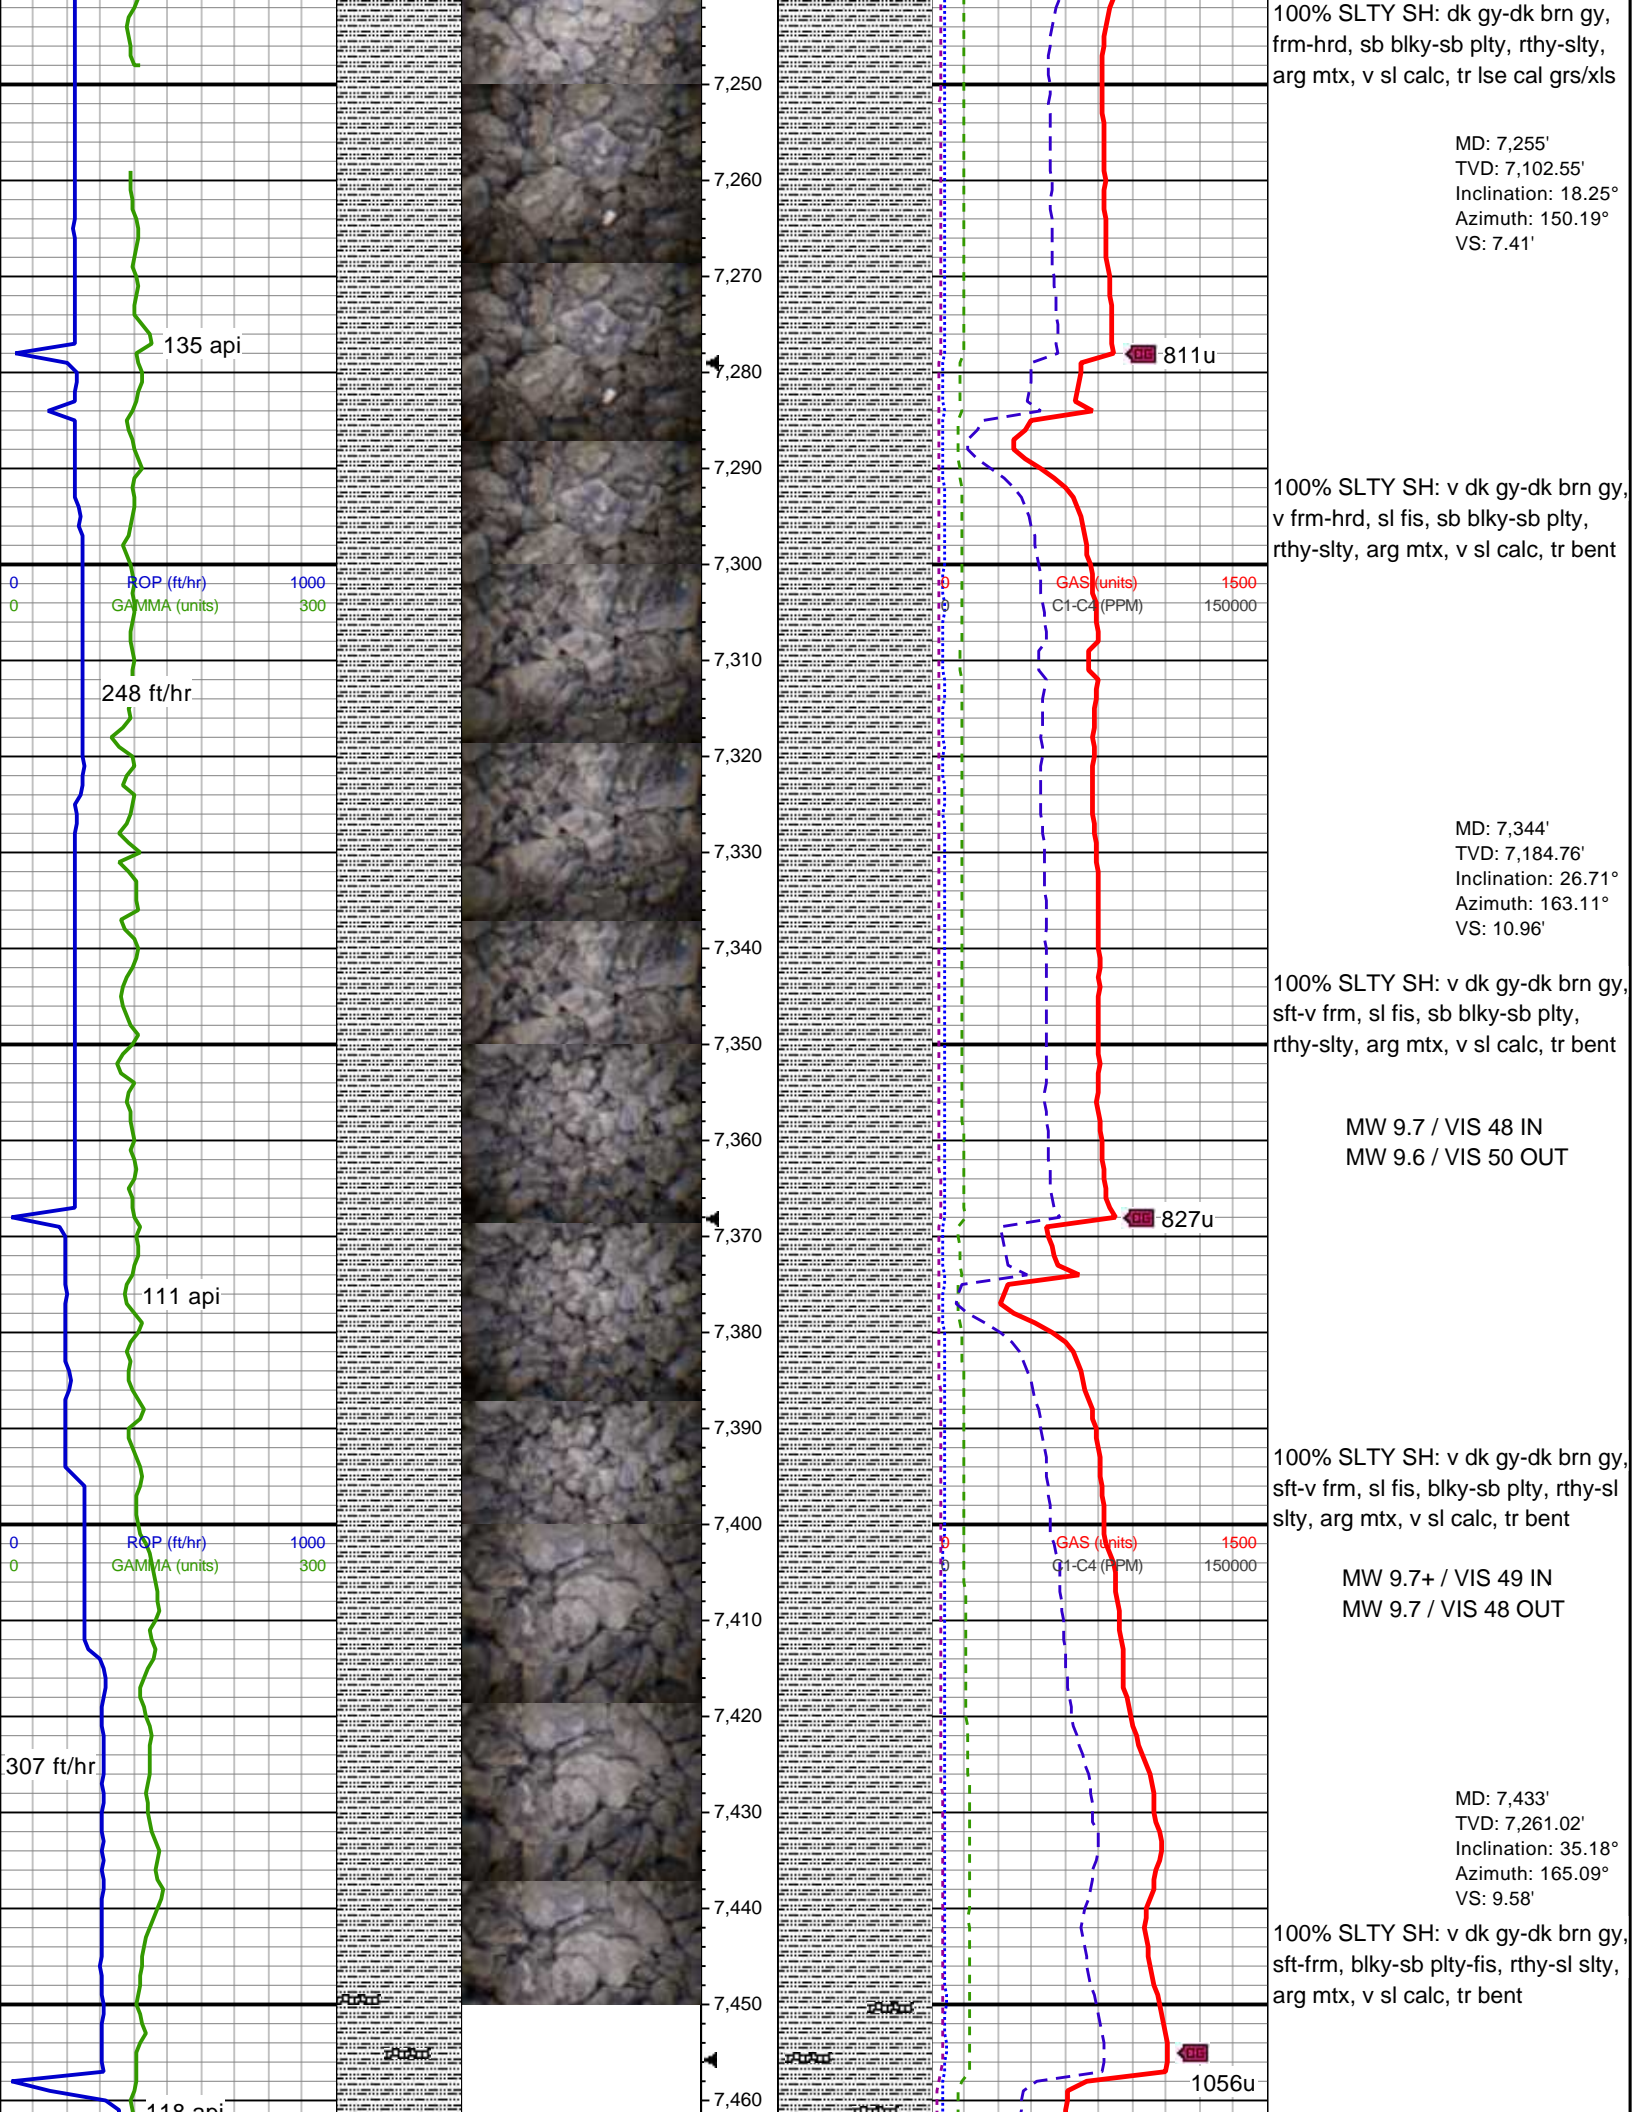 100% SLTY SH: dk gy-dk brn gy,
frm-hrd, sb blky-sb plty, rthy-slty,
arg mtx, v sl calc, tr lse cal grs/xls
7,250
MD: 7,255'
TVD: 7,102.55'
Inclination: 18.25°
Azimuth: 150.19°
VS: 7.41'
7,260
7,270
135 api
CG 811u
7,280
7,290
100% SLTY SH: v dk gy-dk brn gy,
v frm-hrd, sl fis, sb blky-sb plty,
rthy-slty, arg mtx, v sl calc, tr bent
7,300
0 ROP (ft/hr) 1000
0 GAMMA (units) 300
0 GAS (units) 1500
0 C1-C4 (PPM) 150000
7,310
248 ft/hr
7,320
7,330
MD: 7,344'
TVD: 7,184.76'
Inclination: 26.71°
Azimuth: 163.11°
VS: 10.96'
7,340
100% SLTY SH: v dk gy-dk brn gy,
sft-v frm, sl fis, sb blky-sb plty,
rthy-slty, arg mtx, v sl calc, tr bent
7,350
7,360
MW 9.7 / VIS 48 IN
MW 9.6 / VIS 50 OUT
CG 827u
7,370
111 api
7,380
7,390
100% SLTY SH: v dk gy-dk brn gy,
sft-v frm, sl fis, blky-sb plty, rthy-sl
slty, arg mtx, v sl calc, tr bent
7,400
0 ROP (ft/hr) 1000
0 GAMMA (units) 300
0 GAS (units) 1500
0 C1-C4 (PPM) 150000
MW 9.7+ / VIS 49 IN
MW 9.7 / VIS 48 OUT
7,410
7,420
307 ft/hr
7,430
MD: 7,433'
TVD: 7,261.02'
Inclination: 35.18°
Azimuth: 165.09°
VS: 9.58'
7,440
100% SLTY SH: v dk gy-dk brn gy,
sft-frm, blky-sb plty-fis, rthy-sl slty,
arg mtx, v sl calc, tr bent
7,450
CG
1056u
7,460
118 api